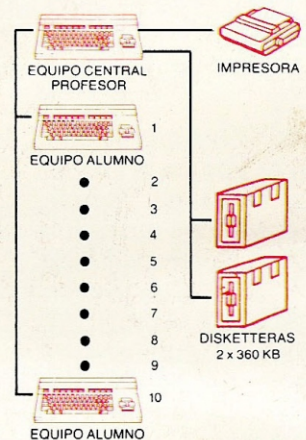 EQUIPO CENTRAL
PROFESOR
IMPRESORA
1
EQUIPO ALUMNO
2
3
4
5
6
7
8
9
DISKETTERAS
2 x 360 KB
10
EQUIPO ALUMNO